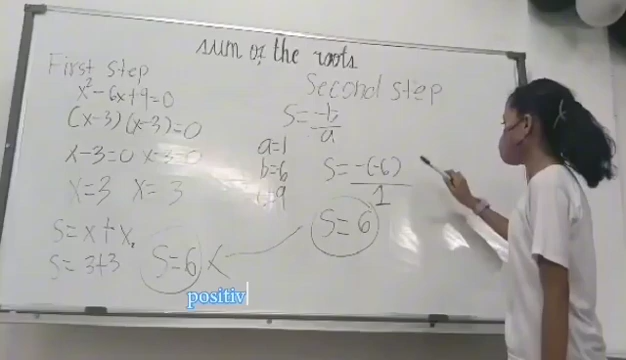 sum of the roots
First step
x² - 6x + 9 = 0
(x-3) (x-3) = 0
x-3=0 x-3=0
x=3 x=3
S = x + x
S = 3+3
S = 6
Second step
S = -b/a
a=1
b=6
c=9
S = -(-6)/1
S = 6
positiv